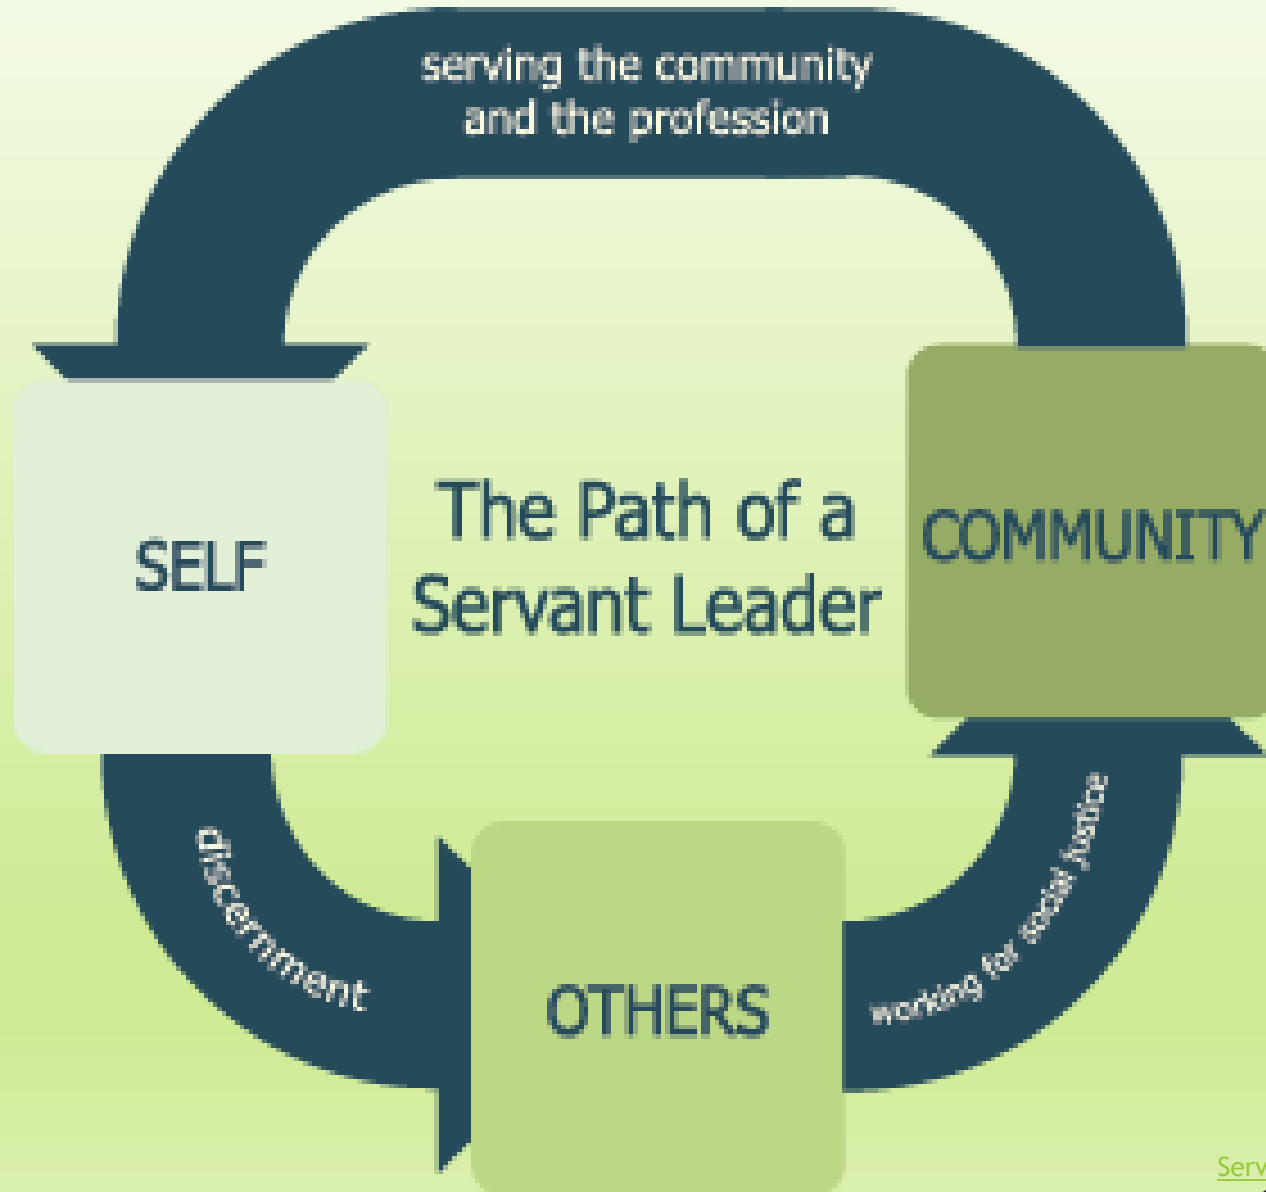 serving the community
and the profession
SELF
The Path of a
Servant Leader
COMMUNITY
discernment
OTHERS
working for social justice
Serv